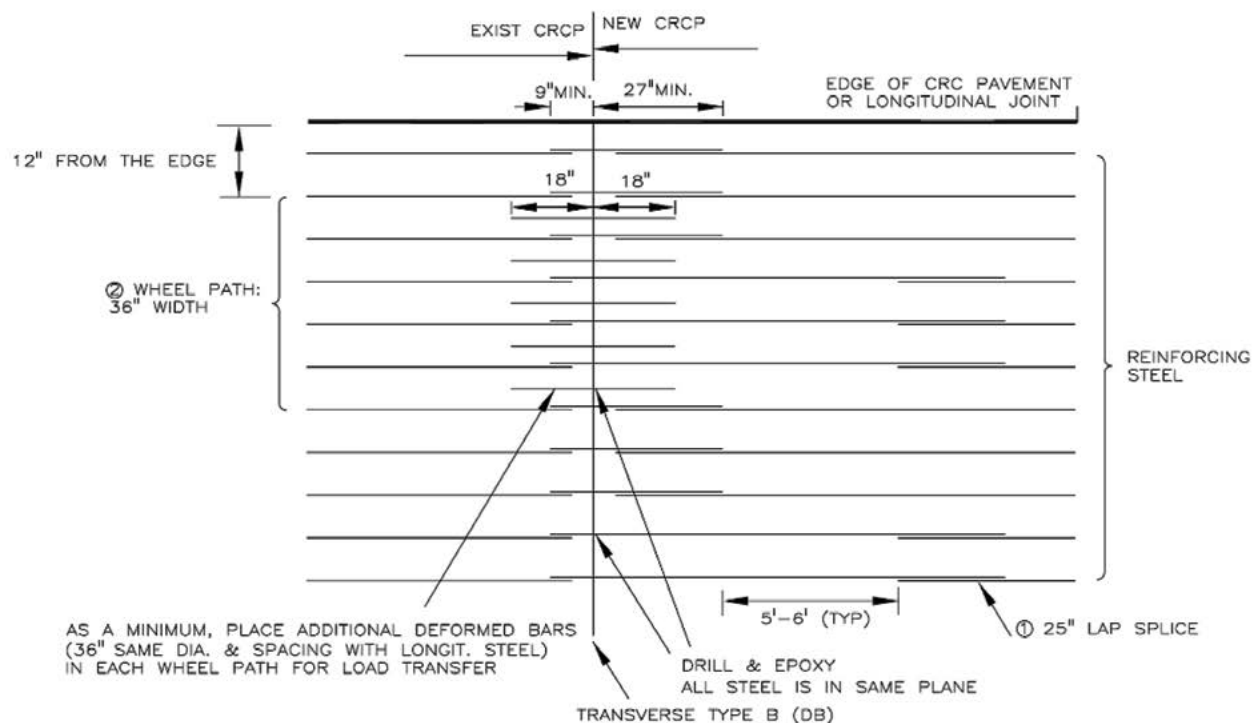 EXIST CRCP
NEW CRCP
9"MIN.
27"MIN.
EDGE OF CRC PAVEMENT
OR LONGITUDINAL JOINT
12" FROM THE EDGE
18"
18"
② WHEEL PATH:
36" WIDTH
REINFORCING
STEEL
5'-6' (TYP)
① 25" LAP SPLICE
AS A MINIMUM, PLACE ADDITIONAL DEFORMED BARS
(36" SAME DIA. & SPACING WITH LONGIT. STEEL)
IN EACH WHEEL PATH FOR LOAD TRANSFER
DRILL & EPOXY
ALL STEEL IS IN SAME PLANE
TRANSVERSE TYPE B (DB)